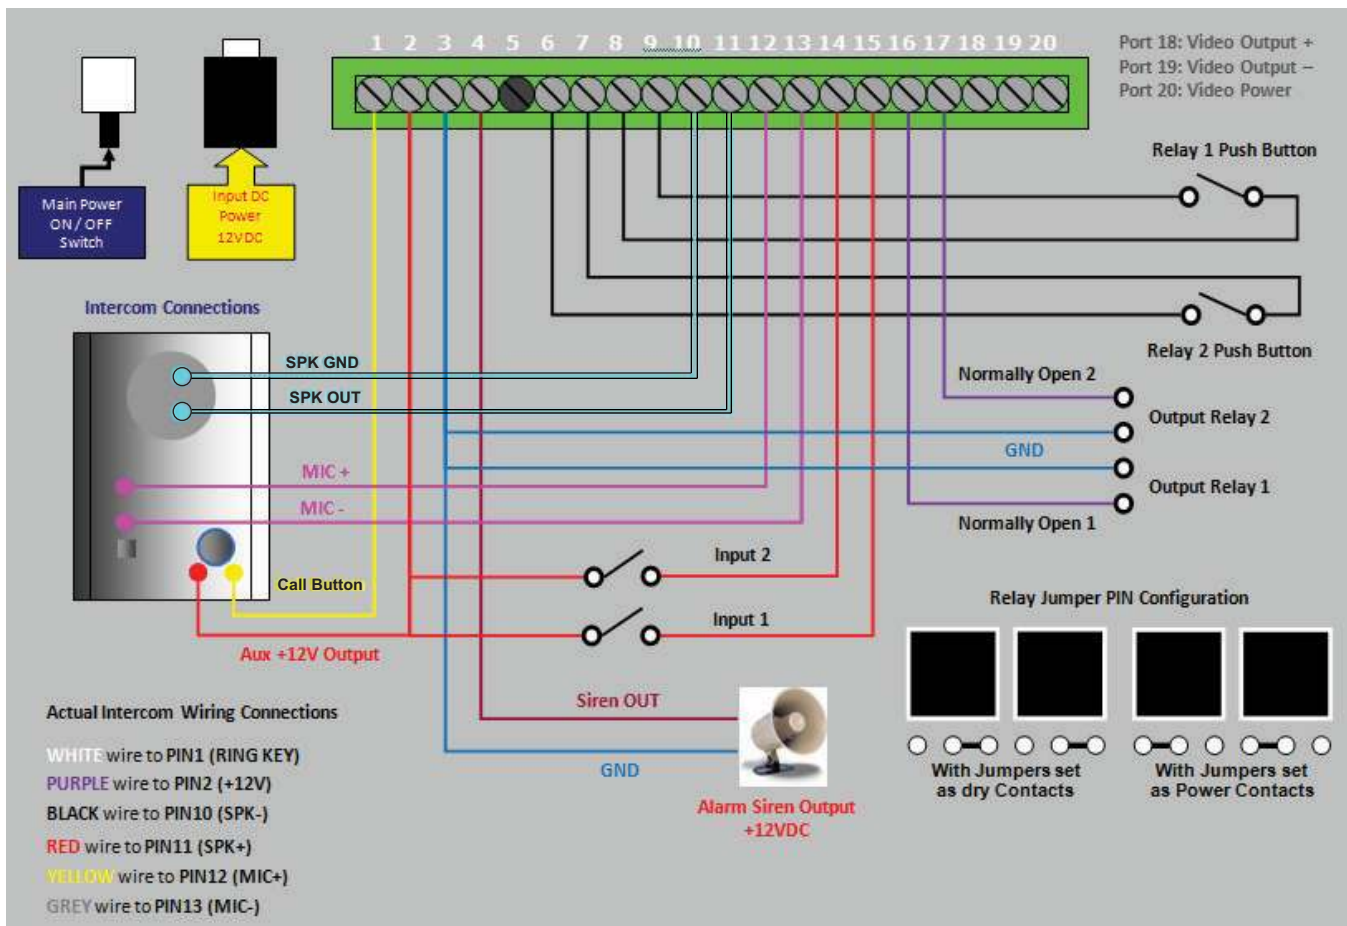 1 2 3 4 5 6 7 8 9 10 11 12 13 14 15 16 17 18 19 20
Port 18: Video Output +
Port 19: Video Output –
Port 20: Video Power
Main Power
ON / OFF
Switch
Input DC
Power
12VDC
Relay 1 Push Button
Relay 2 Push Button
Intercom Connections
SPK GND
SPK OUT
MIC +
MIC -
Call Button
Aux +12V Output
Normally Open 2
Output Relay 2
GND
Output Relay 1
Normally Open 1
Input 2
Input 1
Siren OUT
GND
Alarm Siren Output
+12VDC
Relay Jumper PIN Configuration
With Jumpers set
as dry Contacts
With Jumpers set
as Power Contacts
Actual Intercom Wiring Connections
WHITE wire to PIN1 (RING KEY)
PURPLE wire to PIN2 (+12V)
BLACK wire to PIN10 (SPK-)
RED wire to PIN11 (SPK+)
YELLOW wire to PIN12 (MIC+)
GREY wire to PIN13 (MIC-)